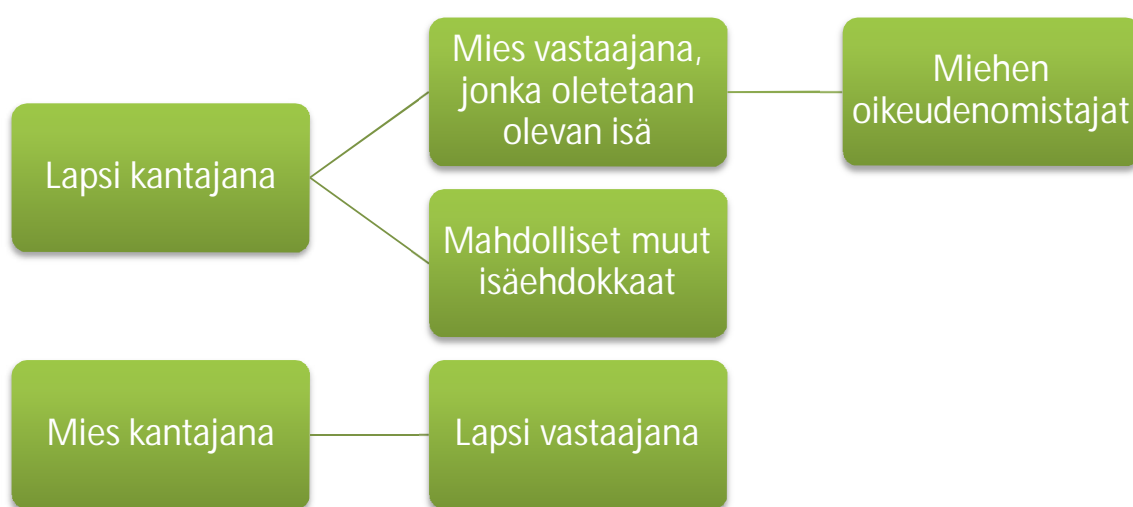 Lapsi kantajana
Mies vastaajana,
jonka oletetaan
olevan isä
Miehen
oikeudenomistajat
Mahdolliset muut
isäehdokkaat
Mies kantajana
Lapsi vastaajana